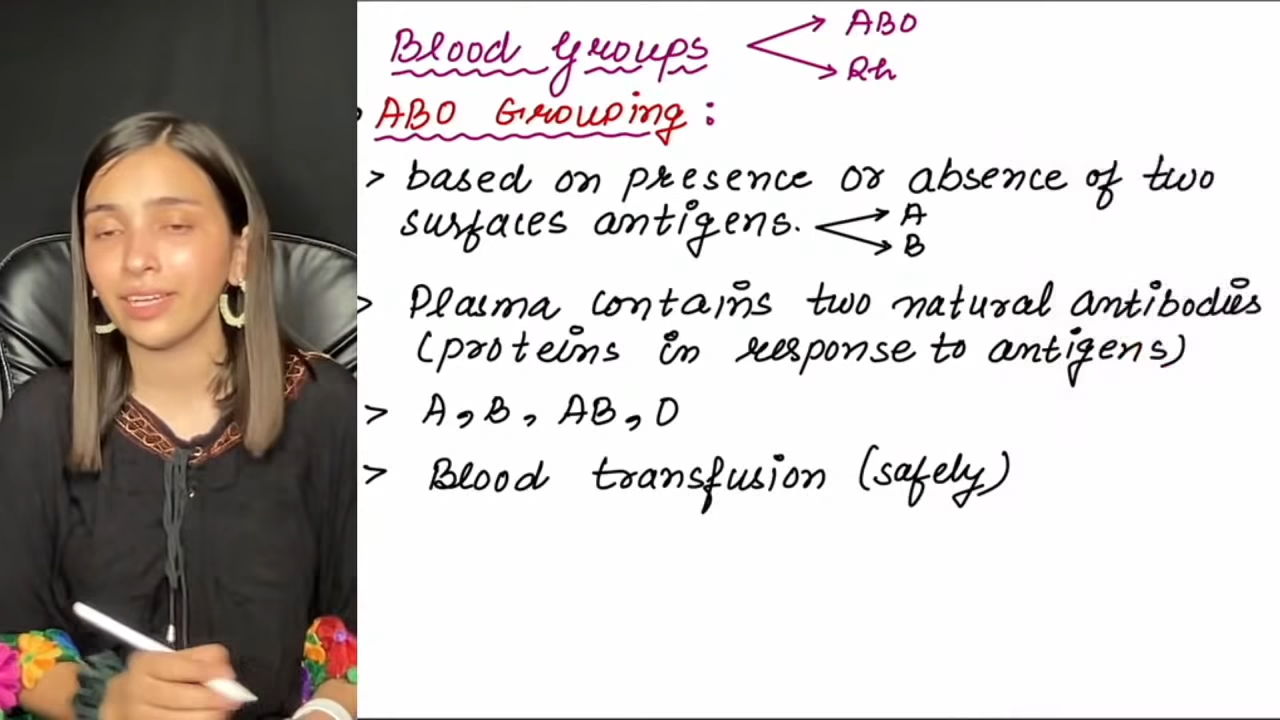 Blood Groups
ABO
Rh
ABO Grouping :
> based on presence or absence of two
surfaces antigens.
A
B
> Plasma contains two natural antibodies
(proteins in response to antigens)
> A, B, AB, O
> Blood transfusion (safely)